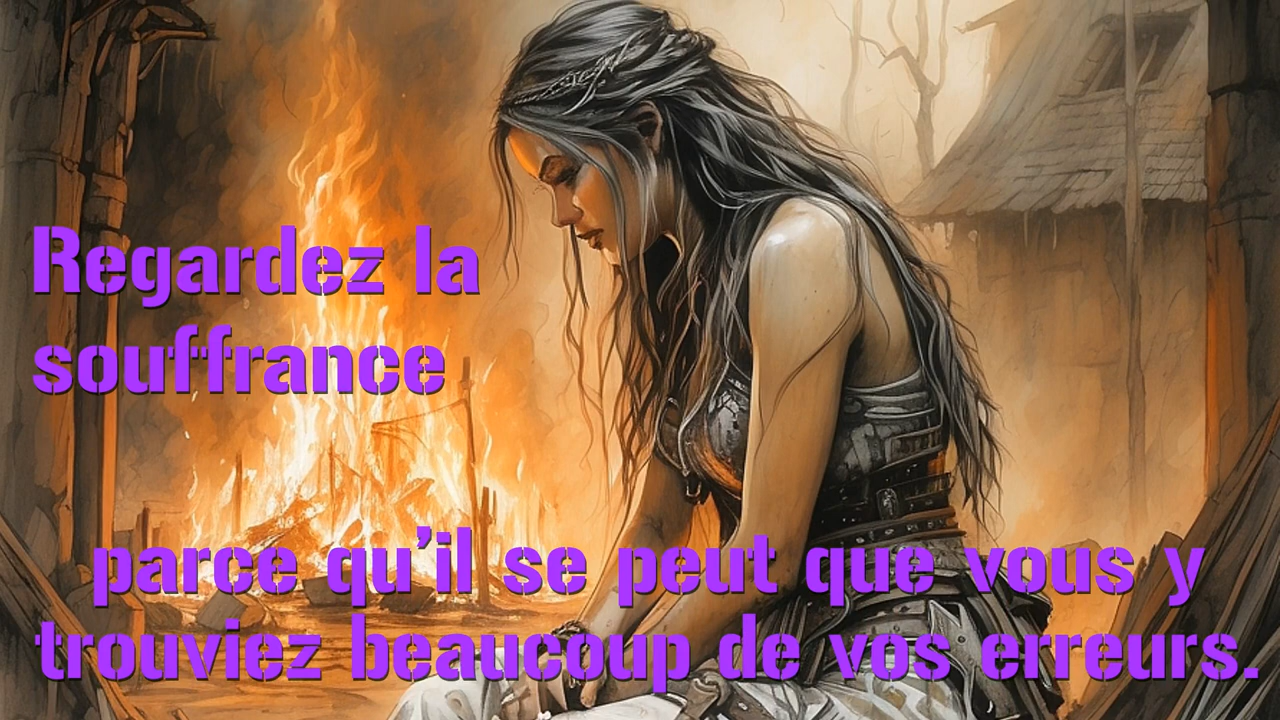 Regardez la
souffrance
parce qu'il se peut que vous y
trouviez beaucoup de vos erreurs.